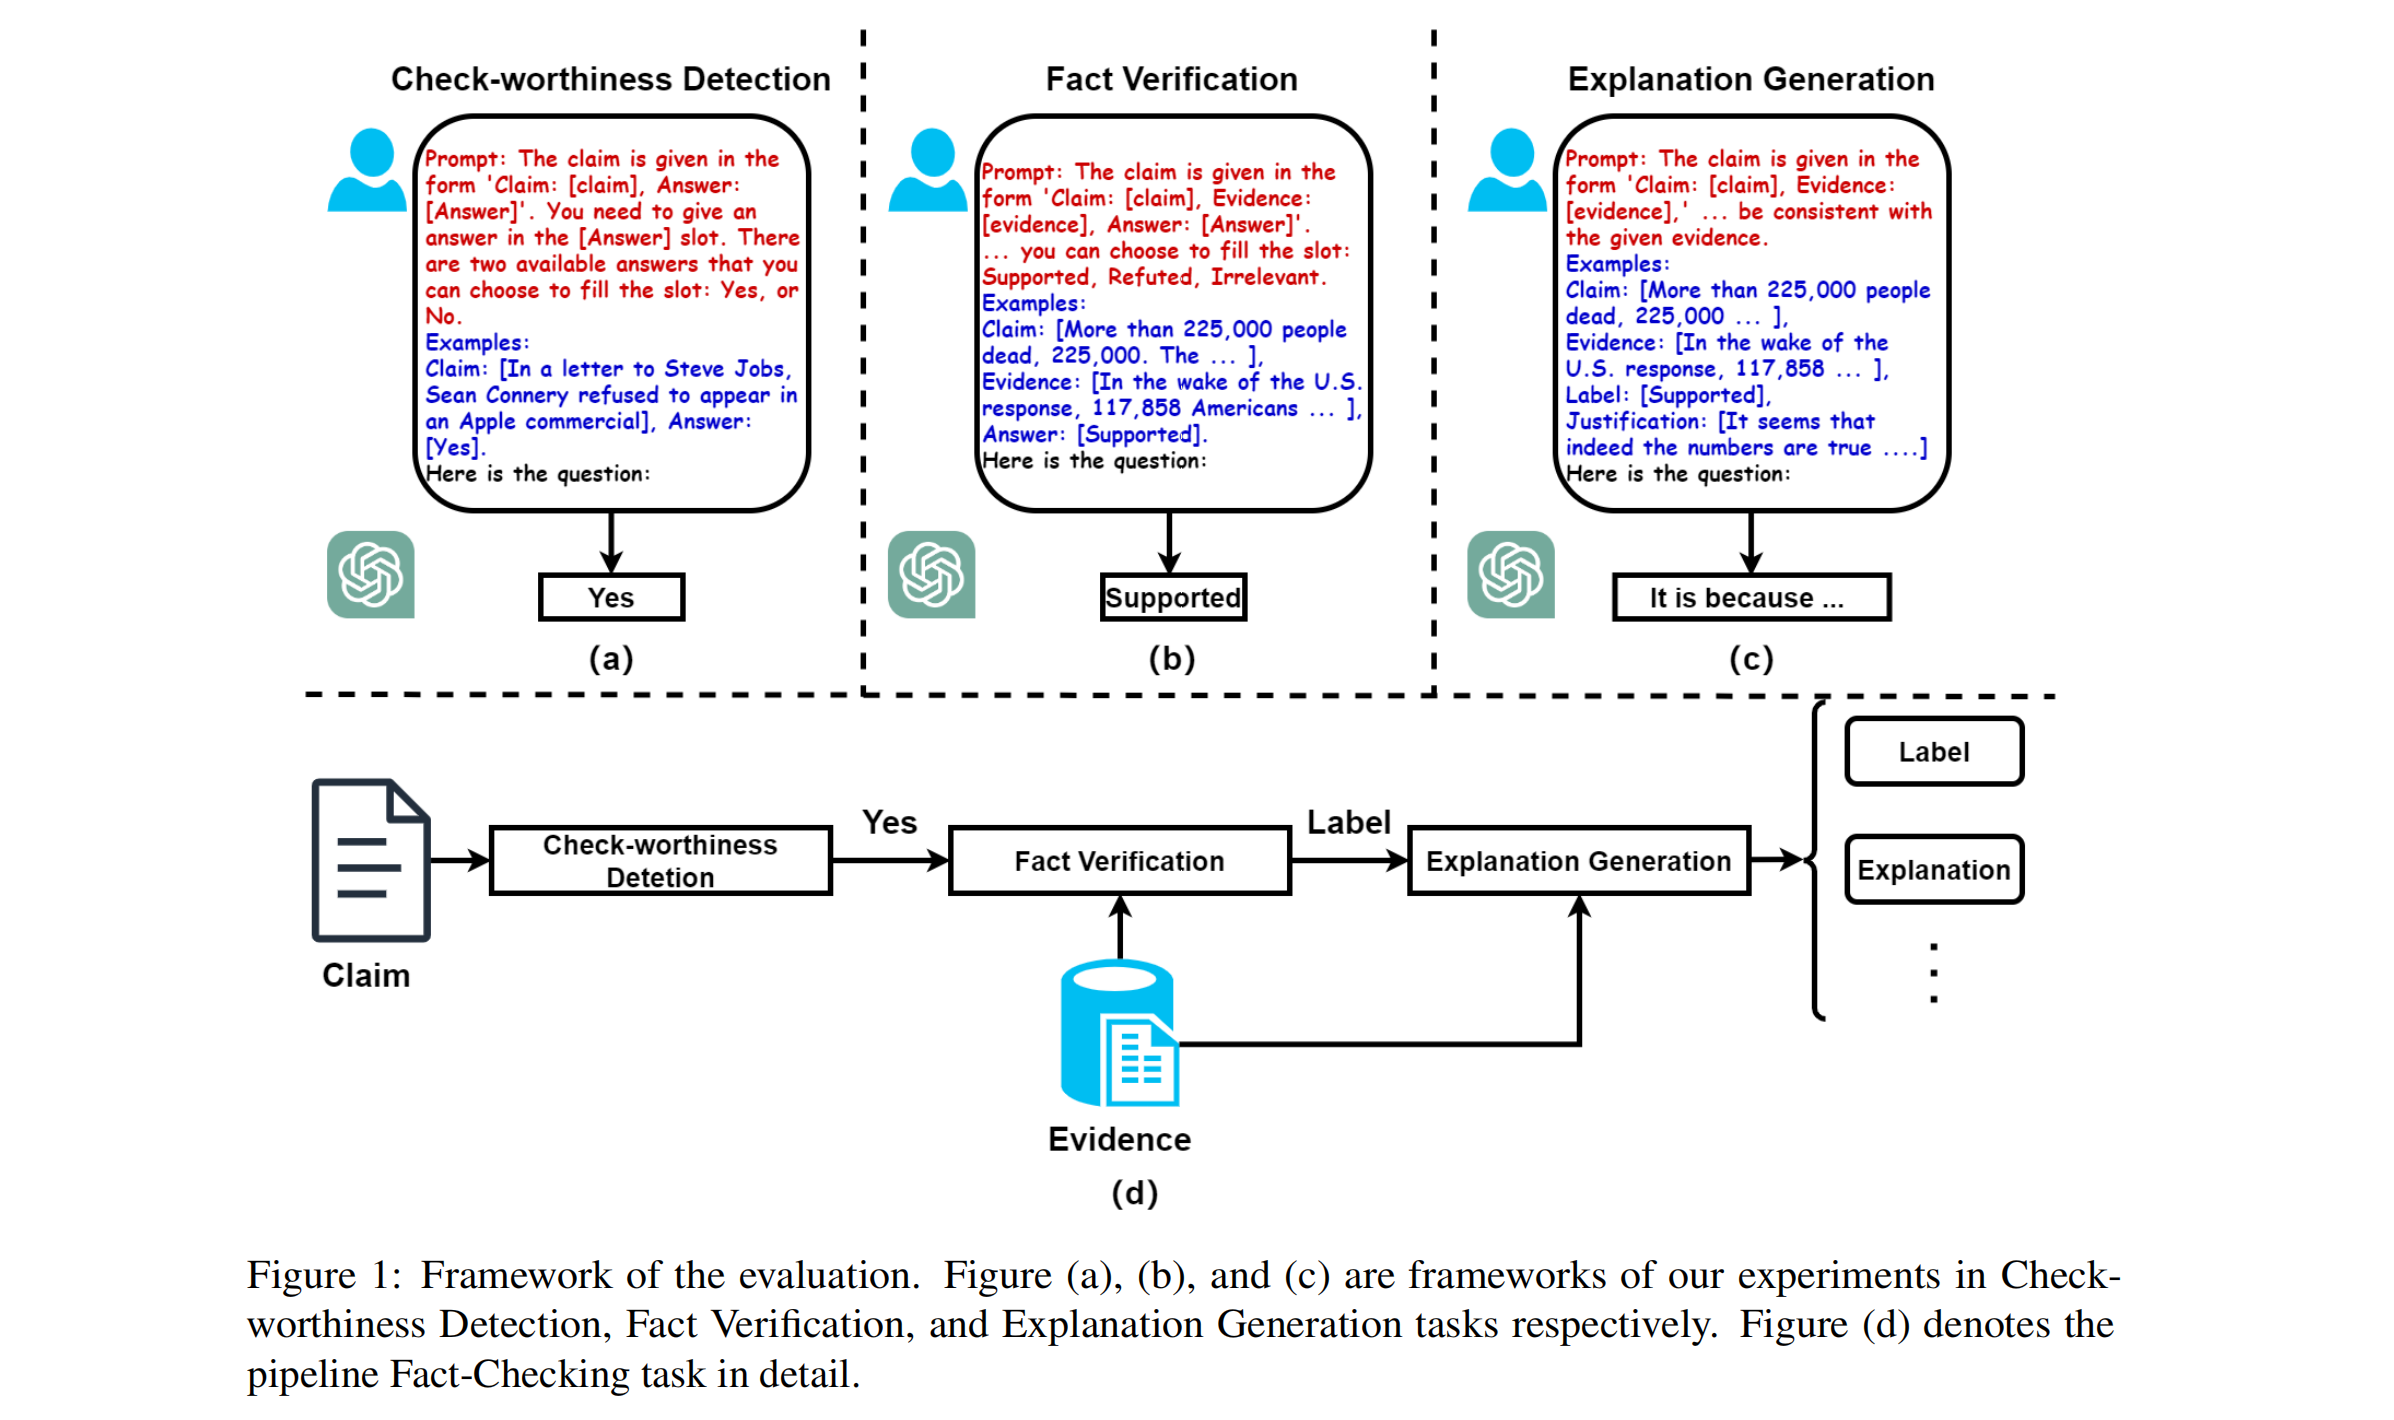 Check-worthiness Detection
Prompt: The claim is given in the
form 'Claim: [claim], Answer:
[Answer]'. You need to give an
answer in the [Answer] slot. There
are two available answers that you
can choose to fill the slot: Yes, or
No.
Examples:
Claim: [In a letter to Steve Jobs,
Sean Connery refused to appear in
an Apple commercial], Answer:
[Yes].
Here is the question:
Yes
(a)
Fact Verification
Prompt: The claim is given in the
form 'Claim: [claim], Evidence:
[evidence], Answer: [Answer]'.
... you can choose to fill the slot:
Supported, Refuted, Irrelevant.
Examples:
Claim: [More than 225,000 people
dead, 225,000. The ... ],
Evidence: [In the wake of the U.S.
response, 117,858 Americans ... ],
Answer: [Supported].
Here is the question:
Supported
(b)
Explanation Generation
Prompt: The claim is given in the
form 'Claim: [claim], Evidence:
[evidence],' ... be consistent with
the given evidence.
Examples:
Claim: [More than 225,000 people
dead, 225,000 ... ],
Evidence: [In the wake of the
U.S. response, 117,858 ... ],
Label: [Supported],
Justification: [It seems that
indeed the numbers are true ....]
Here is the question:
It is because ...
(c)
Claim
Check-worthiness
Detetion
Yes
Fact Verification
Label
Explanation Generation
Label
Explanation
Evidence
(d)
Figure 1: Framework of the evaluation. Figure (a), (b), and (c) are frameworks of our experiments in Check-
worthiness Detection, Fact Verification, and Explanation Generation tasks respectively. Figure (d) denotes the
pipeline Fact-Checking task in detail.